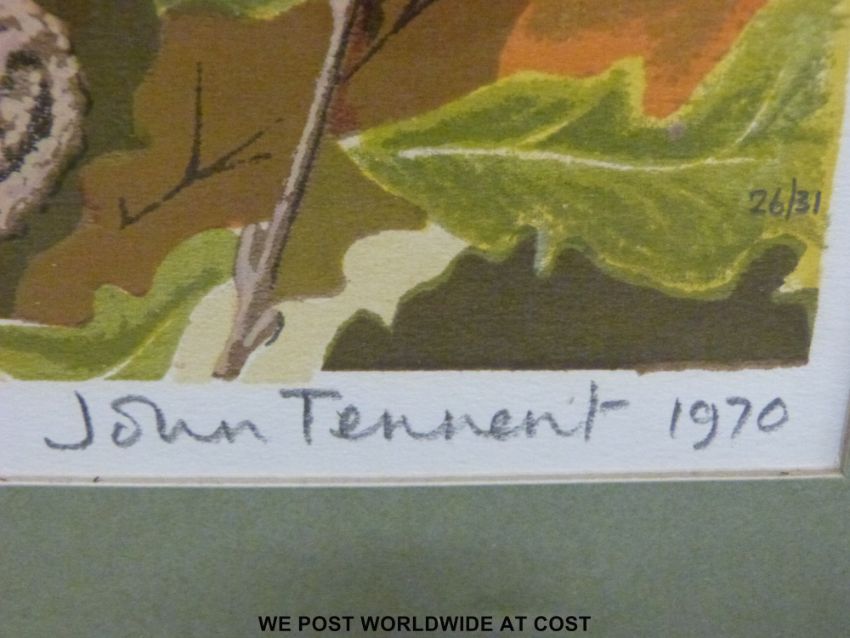 26/31
John Tennent 1970
WE POST WORLDWIDE AT COST